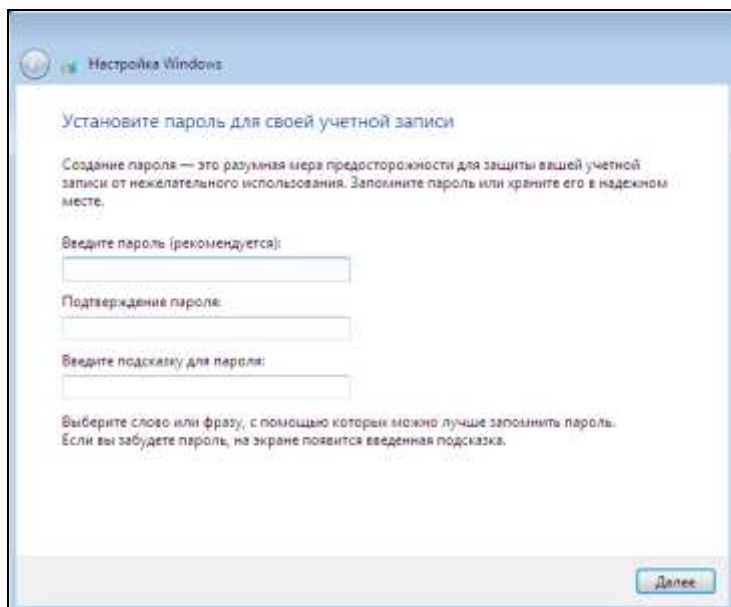 Настройка Windows
Установите пароль для своей учетной записи
Создание пароля — это разумная мера предосторожности для защиты вашей учетной
записи от нежелательного использования. Запомните пароль или храните его в надежном
месте.
Введите пароль (рекомендуется):
Подтверждение пароля:
Введите подсказку для пароля:
Выберите слово или фразу, с помощью которых можно лучше запомнить пароль.
Если вы забудете пароль, на экране появится введенная подсказка.
Далее